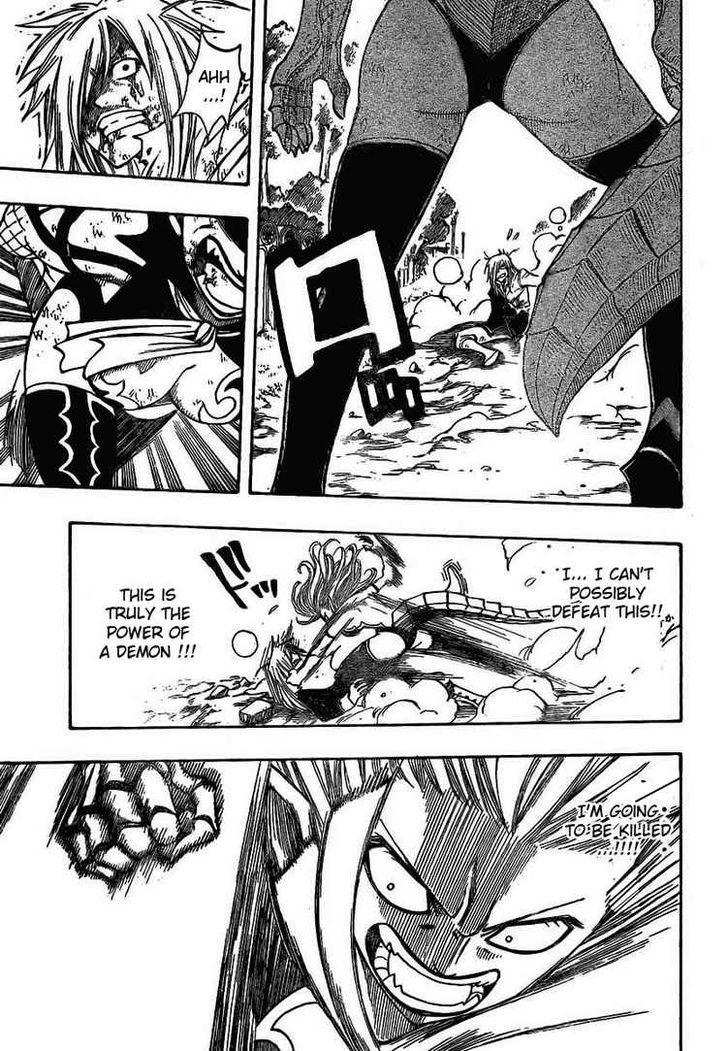 AHH
...!
I... I CAN'T
POSSIBLY
DEFEAT THIS!!
THIS IS
TRULY THE
POWER OF
A DEMON !!!
I'M GOING
TO BE KILLED
...!!!!